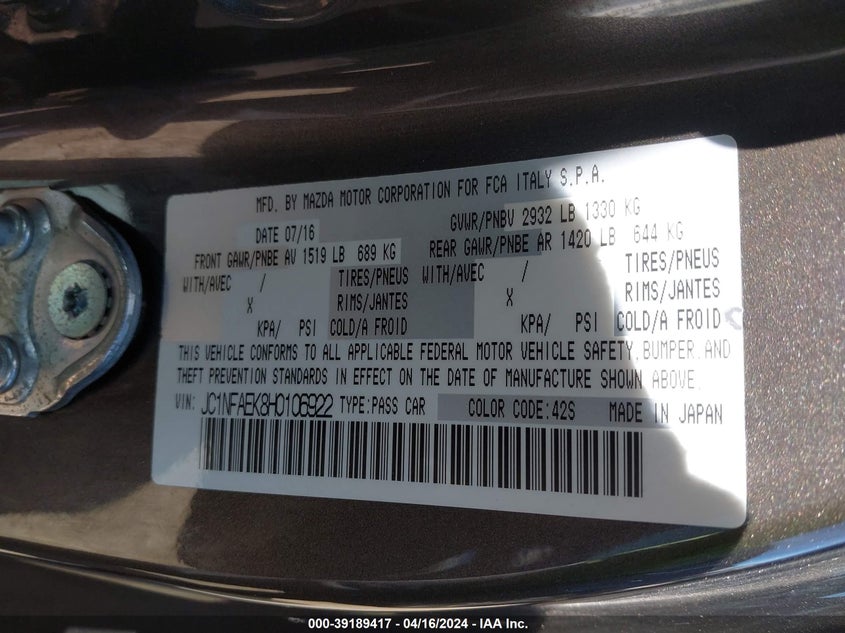 MFD. BY MAZDA MOTOR CORPORATION FOR FCA ITALY S.P.A.
DATE 07/16 GVWR/PNBV 2932 LB 1330 KG
FRONT GAWR/PNBE AV 1519 LB 689 KG REAR GAWR/PNBE AR 1420 LB 644 KG
WITH/AVEC / TIRES/PNEUS WITH/AVEC / TIRES/PNEUS
X RIMS/JANTES X RIMS/JANTES
KPA/ PSI COLD/A FROID KPA/ PSI COLD/A FROID
THIS VEHICLE CONFORMS TO ALL APPLICABLE FEDERAL MOTOR VEHICLE SAFETY, BUMPER, AND
THEFT PREVENTION STANDARDS IN EFFECT ON THE DATE OF MANUFACTURE SHOWN ABOVE.
VIN: JC1NFAEK8H0106922 TYPE:PASS CAR COLOR CODE:42S MADE IN JAPAN
000-39189417 - 04/16/2024 - IAA Inc.